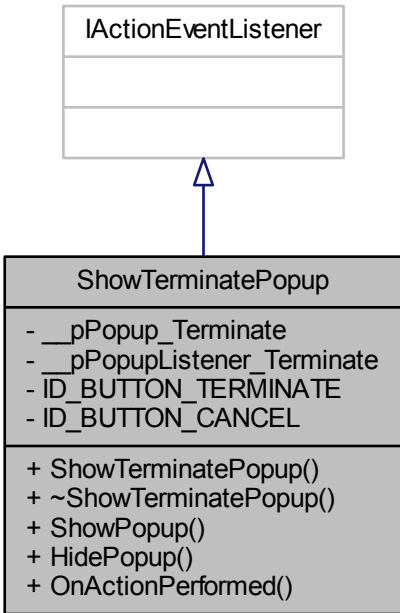 IActionEventListener
ShowTerminatePopup
- __pPopup_Terminate
- __pPopupListener_Terminate
- ID_BUTTON_TERMINATE
- ID_BUTTON_CANCEL
+ ShowTerminatePopup()
+ ~ShowTerminatePopup()
+ ShowPopup()
+ HidePopup()
+ OnActionPerformed()